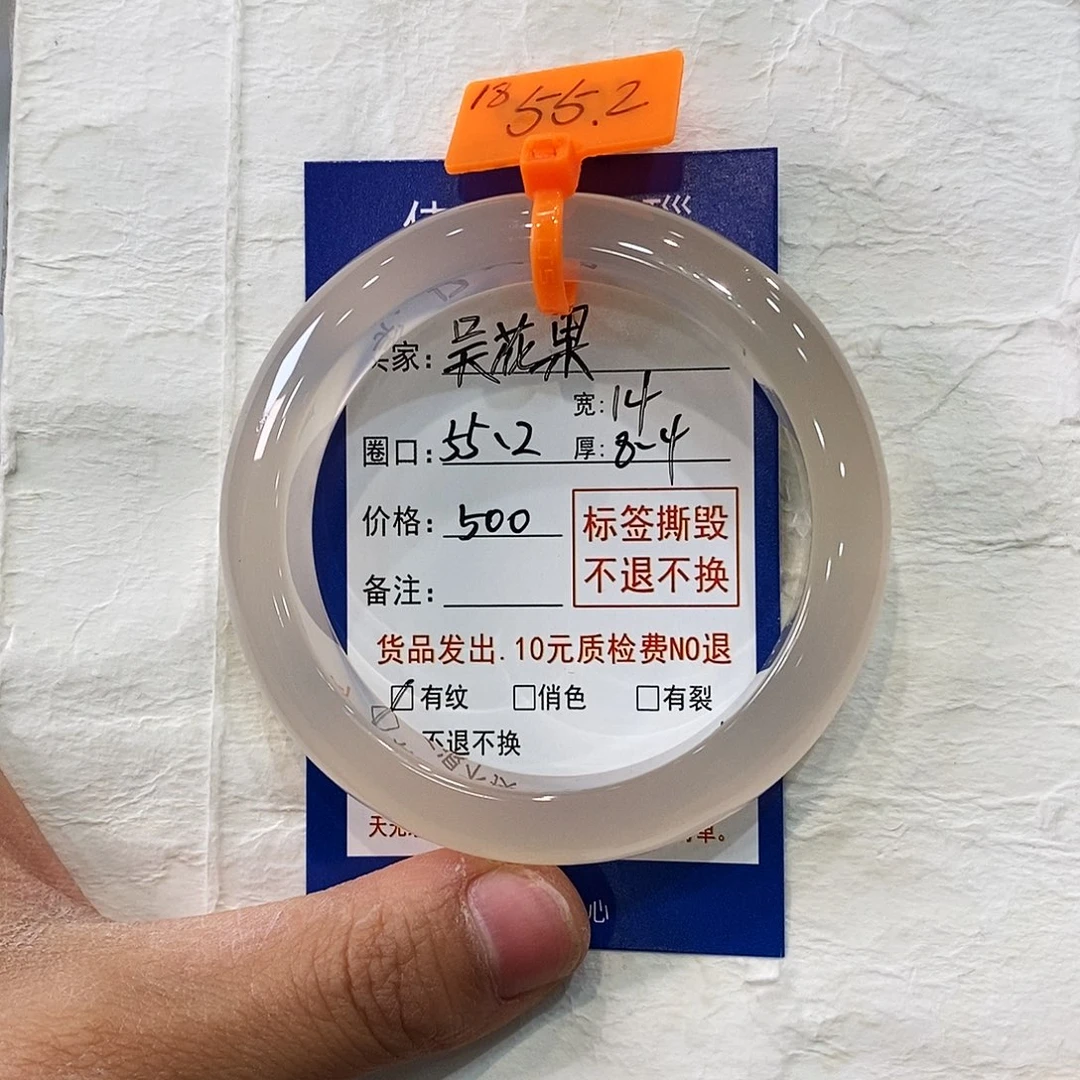 18 55.2
家：吴花果
宽：14
圈口：55、2 厚：8-4
价格：500
标签撕毁
不退不换
备注：
货品发出.10元质检费NO退
有纹 俏色 有裂
不退不换
心